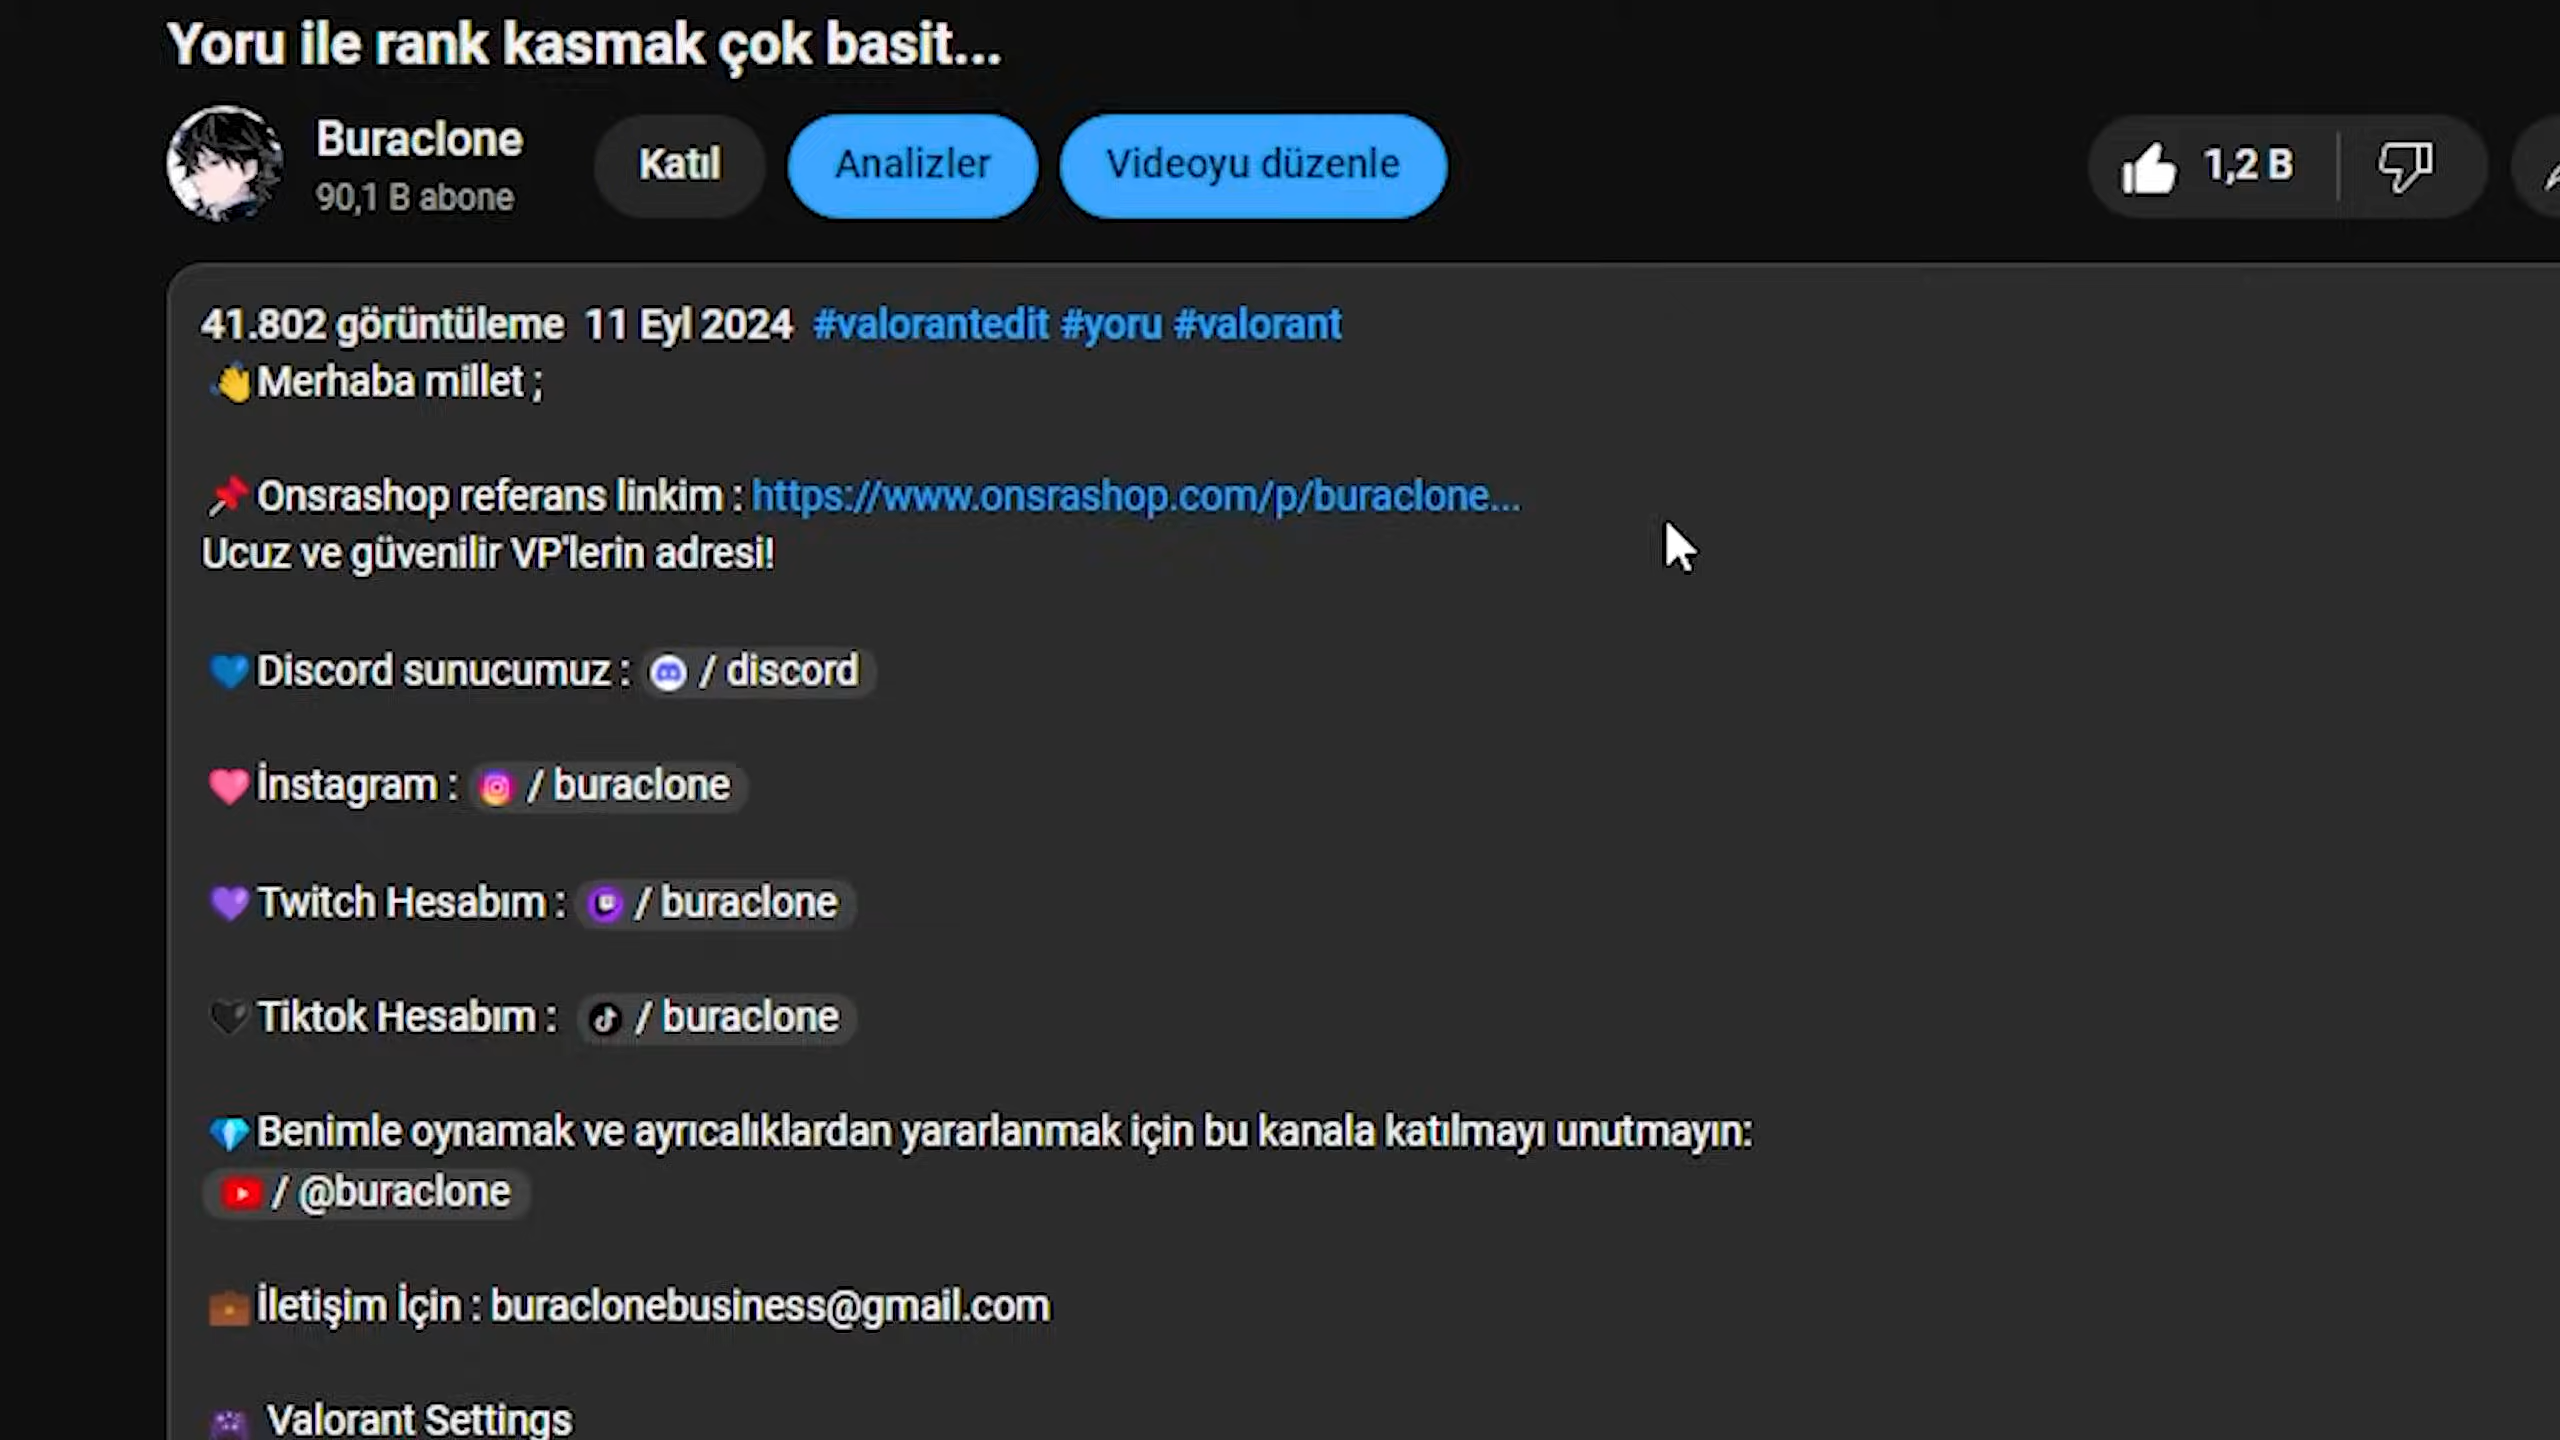 Yoru ile rank kasmak çok basit...
Buraclone
90,1 B abone
Katıl
Analizler
Videoyu düzenle
1,2 B
41.802 görüntüleme 11 Eyl 2024 #valorantedit #yoru #valorant
👋Merhaba millet ;
📌Onsrashop referans linkim : https://www.onsrashop.com/p/buraclone...
Ucuz ve güvenilir VP'lerin adresi!
💙Discord sunucumuz : / discord
🩷İnstagram : / buraclone
💜Twitch Hesabım : / buraclone
🖤Tiktok Hesabım : / buraclone
💎Benimle oynamak ve ayrıcalıklardan yararlanmak için bu kanala katılmayı unutmayın:
/ @buraclone
💼İletişim İçin : buraclonebusiness@gmail.com
Valorant Settings